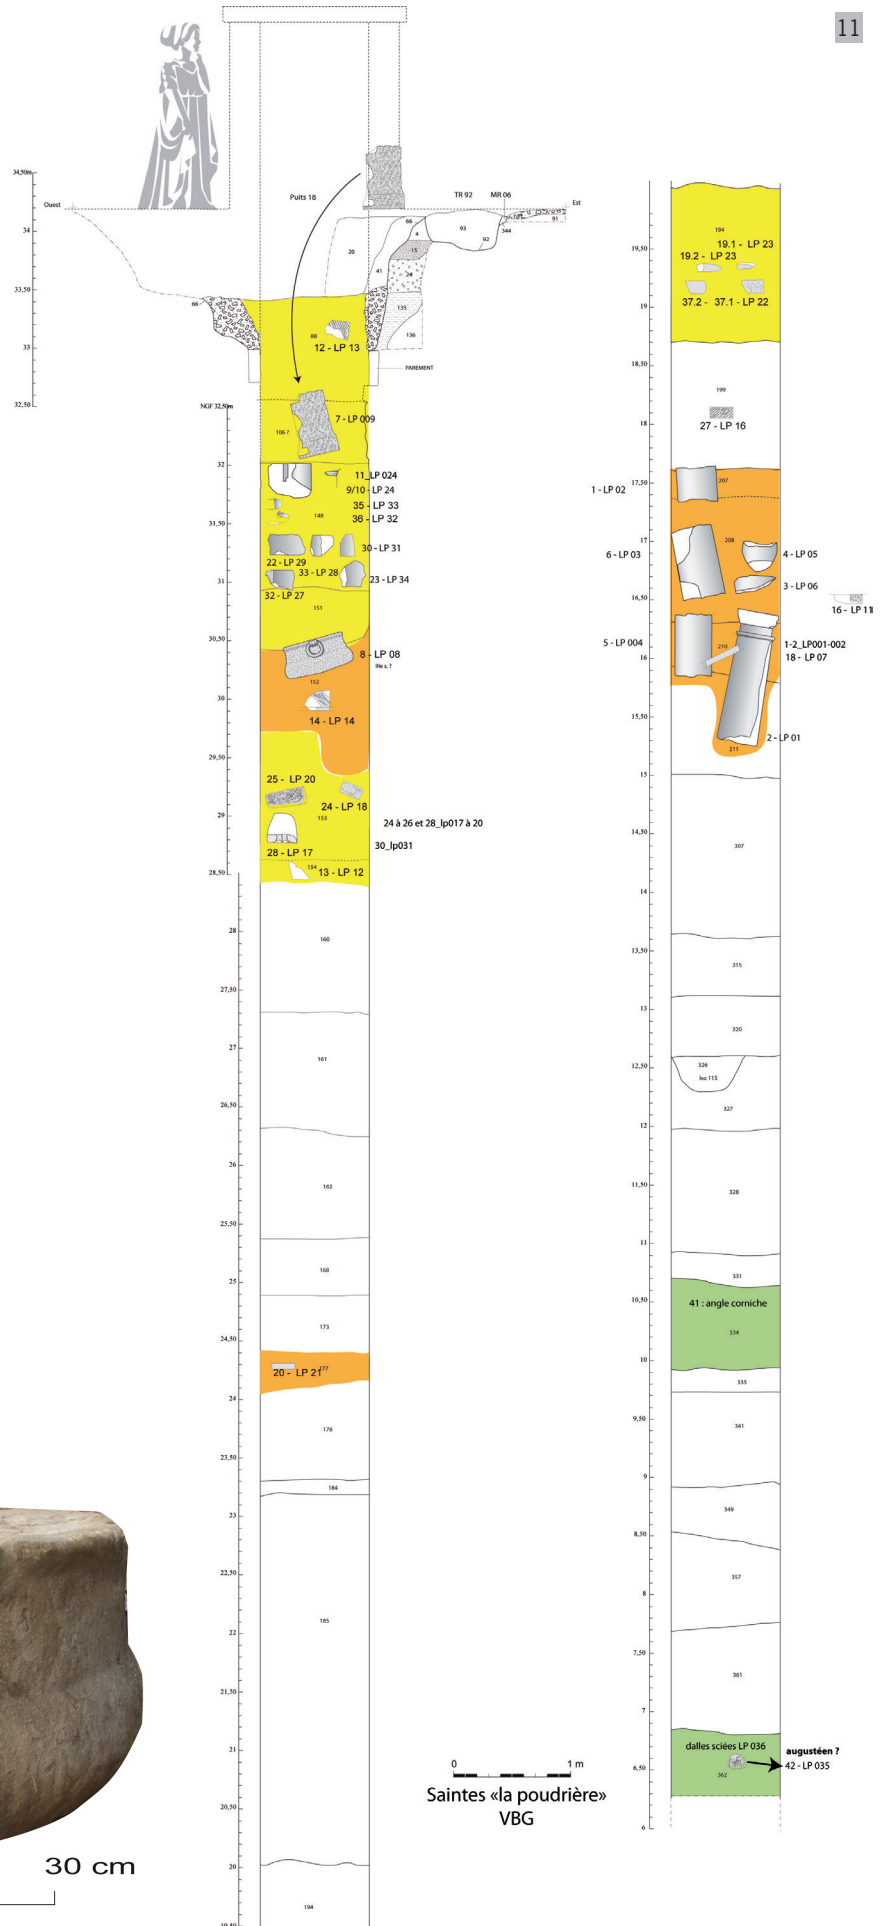 11
34,50m
Ouest
34
33,50
33
32,50
Puits 18
TR 92
MR 06
Est
66
4
93
92
344
91
15
20
41
24
135
136
66
88
12 - LP 13
PAREMENT
NGF 32,50m
7 - LP 009
106 ?
32
11_LP 024
9/10 - LP 24
35 - LP 33
148
36 - LP 32
31,50
30 - LP 31
22 - LP 29
33 - LP 28
23 - LP 34
31
32 - LP 27
151
30,50
8 - LP 08
IIIe s. ?
152
30
14 - LP 14
29,50
25 - LP 20
24 - LP 18
29
153
24 à 26 et 28_lp017 à 20
30_lp031
28 - LP 17
28,50
154
13 - LP 12
28
160
27,50
27
161
26,50
26
162
25,50
168
25
173
24,50
20 - LP 21
177
24
178
23,50
184
23
22,50
185
22
21,50
21
20,50
20
194
19,50
194
19,50
19.1 - LP 23
19.2 - LP 23
37.2 - 37.1 - LP 22
19
18,50
199
18
27 - LP 16
17,50
1 - LP 02
207
17
208
6 - LP 03
4 - LP 05
3 - LP 06
16,50
16 - LP 11
5 - LP 004
210
1-2_LP001-002
18 - LP 07
16
15,50
2 - LP 01
211
15
307
14,50
14
13,50
315
13
320
12,50
326
Iso 115
327
12
328
11,50
11
331
10,50
41 : angle corniche
334
10
335
9,50
341
9
349
8,50
357
8
7,50
361
7
dalles sciées LP 036
augustéen ?
42 - LP 035
6,50
362
6
0
1 m
Saintes «la poudrière»
VBG
30 cm